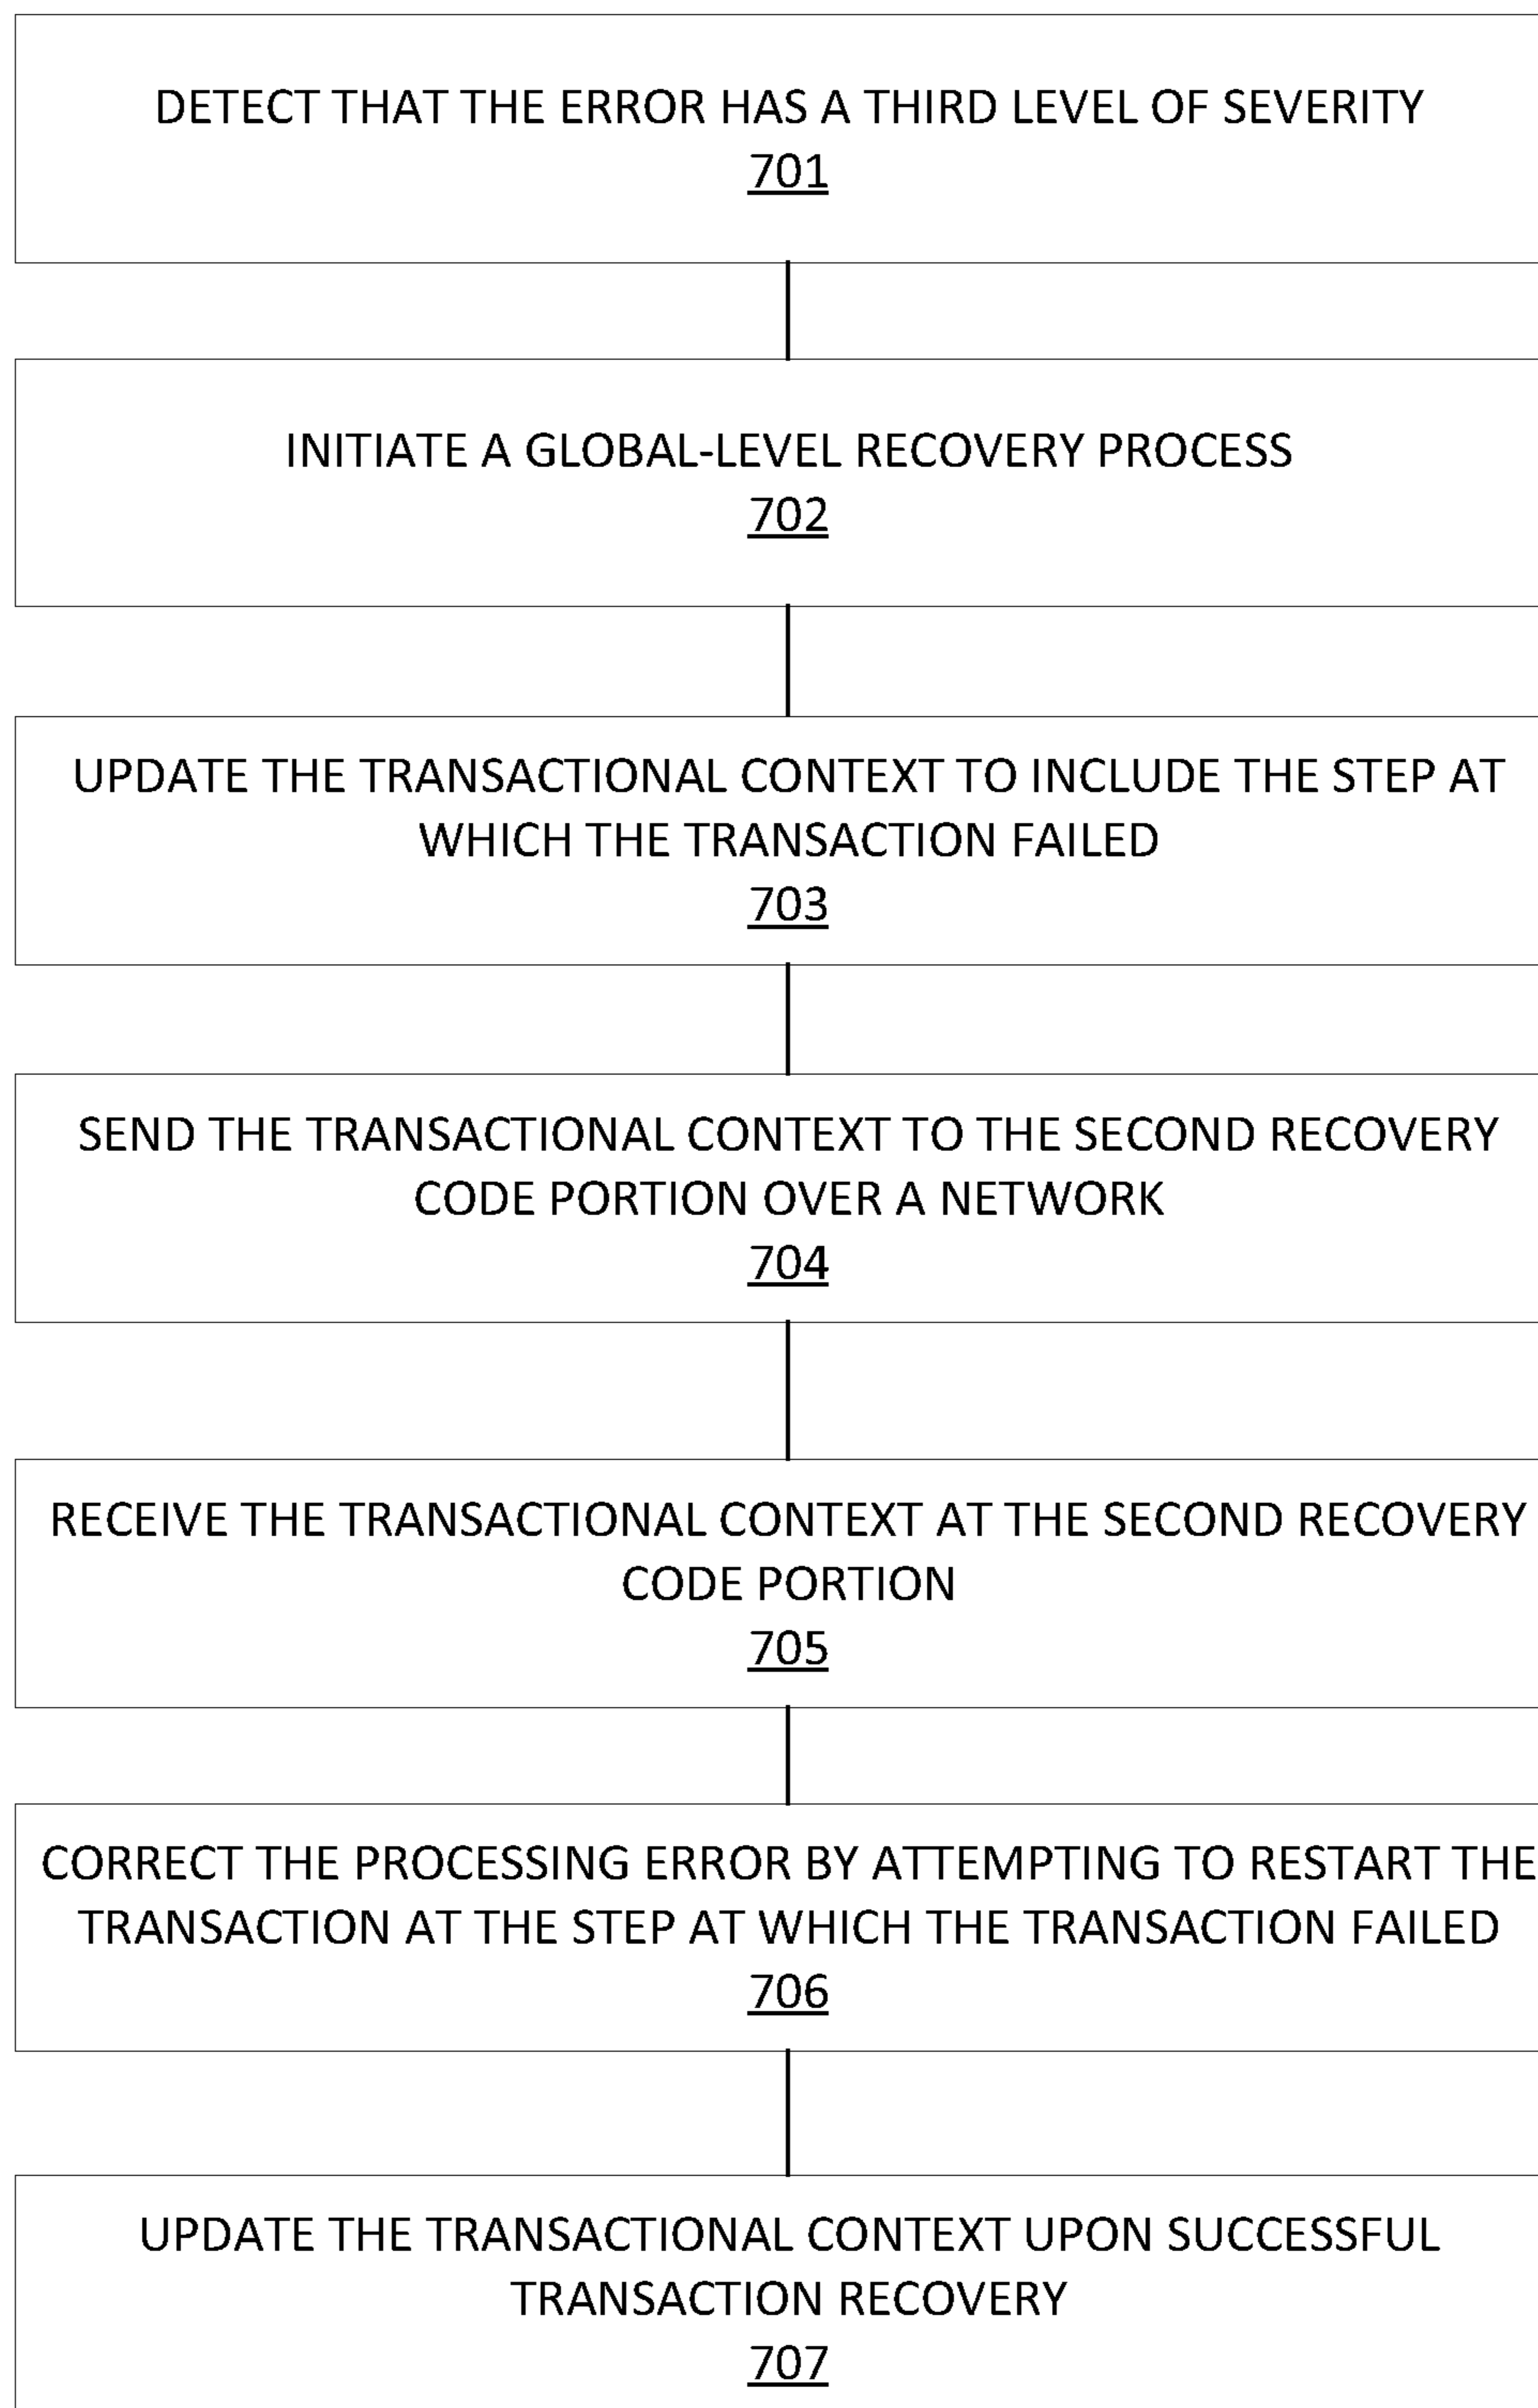 DETECT THAT THE ERROR HAS A THIRD LEVEL OF SEVERITY
701
INITIATE A GLOBAL-LEVEL RECOVERY PROCESS
702
UPDATE THE TRANSACTIONAL CONTEXT TO INCLUDE THE STEP AT
WHICH THE TRANSACTION FAILED
703
SEND THE TRANSACTIONAL CONTEXT TO THE SECOND RECOVERY
CODE PORTION OVER A NETWORK
704
RECEIVE THE TRANSACTIONAL CONTEXT AT THE SECOND RECOVERY
CODE PORTION
705
CORRECT THE PROCESSING ERROR BY ATTEMPTING TO RESTART THE
TRANSACTION AT THE STEP AT WHICH THE TRANSACTION FAILED
706
UPDATE THE TRANSACTIONAL CONTEXT UPON SUCCESSFUL
TRANSACTION RECOVERY
707